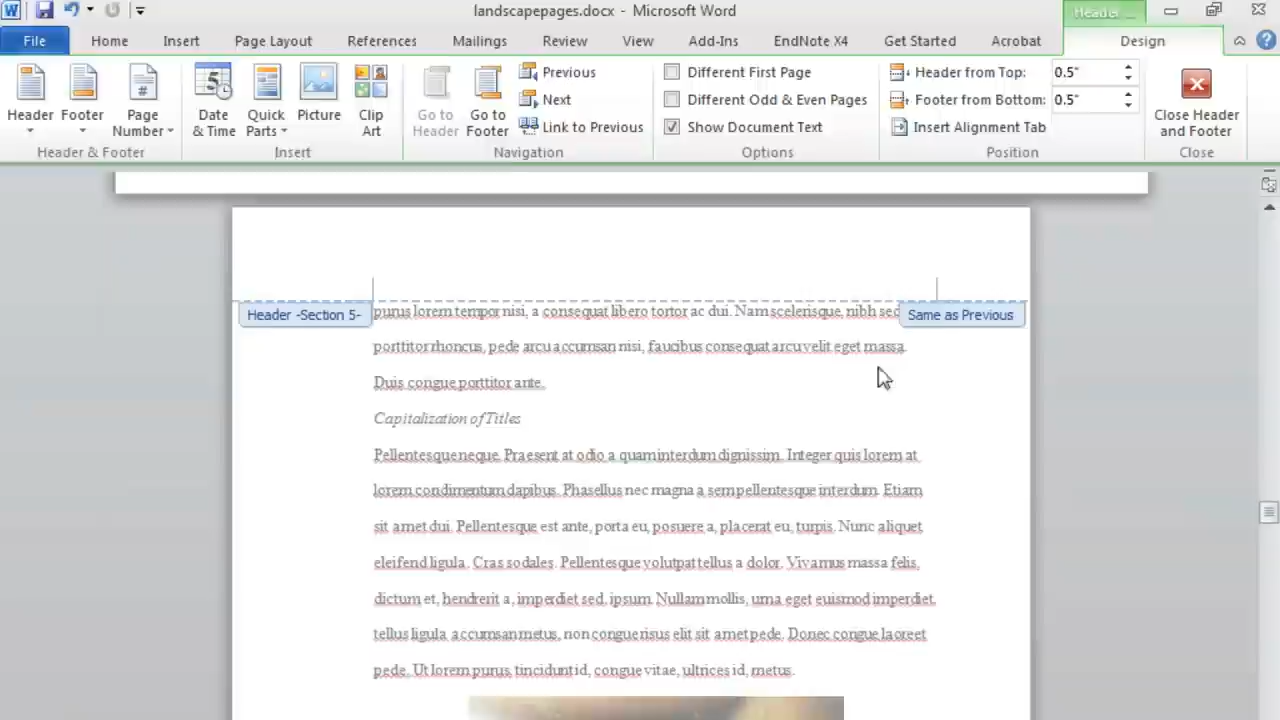 landscapepages.docx - Microsoft Word
Header ...
File Home Insert Page Layout References Mailings Review View Add-Ins EndNote X4 Get Started Acrobat Design
Header
Footer
Page Number
Header & Footer
Date & Time
Quick Parts
Picture
Clip Art
Insert
Go to Header
Go to Footer
Previous
Next
Link to Previous
Navigation
Different First Page
Different Odd & Even Pages
Show Document Text
Options
Header from Top: 0.5"
Footer from Bottom: 0.5"
Insert Alignment Tab
Position
Close Header and Footer
Close
Header -Section 5-
Same as Previous
purus lorem tempor nisi, a consequat libero tortor ac dui. Nam scelerisque, nibh sed
porttitor rhoncus, pede arcu accumsan nisi, faucibus consequat arcu velit eget massa.
Duis congue porttitor ante.
Capitalization of Titles
Pellentesque neque. Praesent at odio a quam interdum dignissim. Integer quis lorem at
lorem condimentum dapibus. Phasellus nec magna a sem pellentesque interdum. Etiam
sit amet dui. Pellentesque est ante, porta eu, posuere a, placerat eu, turpis. Nunc aliquet
eleifend ligula. Cras sodales. Pellentesque volutpat tellus a dolor. Vivamus massa felis,
dictum et, hendrerit a, imperdiet sed, ipsum. Nullam mollis, urna eget euismod imperdiet,
tellus ligula accumsan metus, non congue risus elit sit amet pede. Donec congue laoreet
pede. Ut lorem purus, tincidunt id, congue vitae, ultrices id, metus.